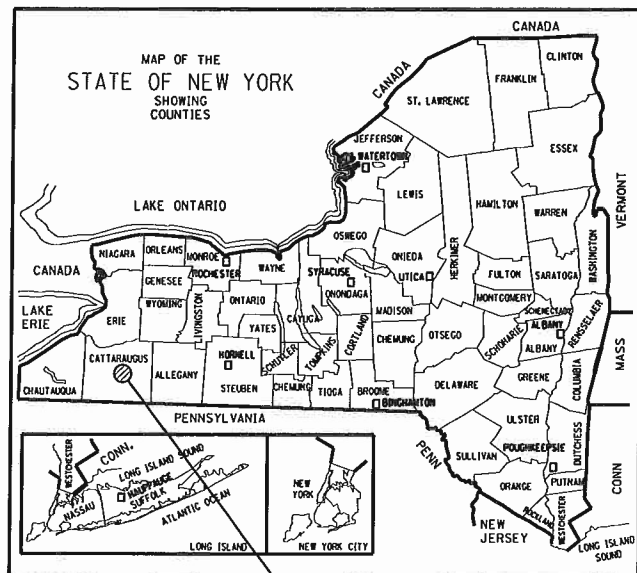 CANADA
MAP OF THE
STATE OF NEW YORK
SHOWING
COUNTIES
CANADA
CLINTON
FRANKLIN
ST. LAWRENCE
JEFFERSON
WATERTOWN
ESSEX
LEWIS
HAMILTON
VERMONT
LAKE ONTARIO
WARREN
WASHINGTON
OSWEGO
ONEIDA
HERKIMER
NIAGARA
ORLEANS
MONROE
ROCHESTER
WAYNE
SYRACUSE
ONONDAGA
UTICA
FULTON
SARATOGA
CANADA
GENESEE
MONTGOMERY
SCHENECTADY
LAKE
ERIE
ERIE
WYOMING
LIVINGSTON
ONTARIO
YATES
CAYUGA
MADISON
CHEMUNG
CORTLAND
OTSEGO
SCHOHARIE
ALBANY
ALBANY
RENSSELAER
MASS
CATTARAUGUS
HORNELL
SCHUYLER
TOMPKINS
CHAUTAUQUA
ALLEGANY
STEUBEN
CHEMUNG
TIOGA
BROOME
BINGHAMTON
DELAWARE
GREENE
COLUMBIA
PENNSYLVANIA
PENN
ULSTER
SULLIVAN
POUGHKEEPSIE
DUTCHESS
ORANGE
PUTNAM
CONN
ROCKLAND
WESTCHESTER
NEW
JERSEY
LONG ISLAND
SOUND
WESTCHESTER
CONN.
LONG ISLAND SOUND
NASSAU
HAUPPAUGE
SUFFOLK
ATLANTIC OCEAN
LONG ISLAND
NEW
YORK
NEW YORK CITY